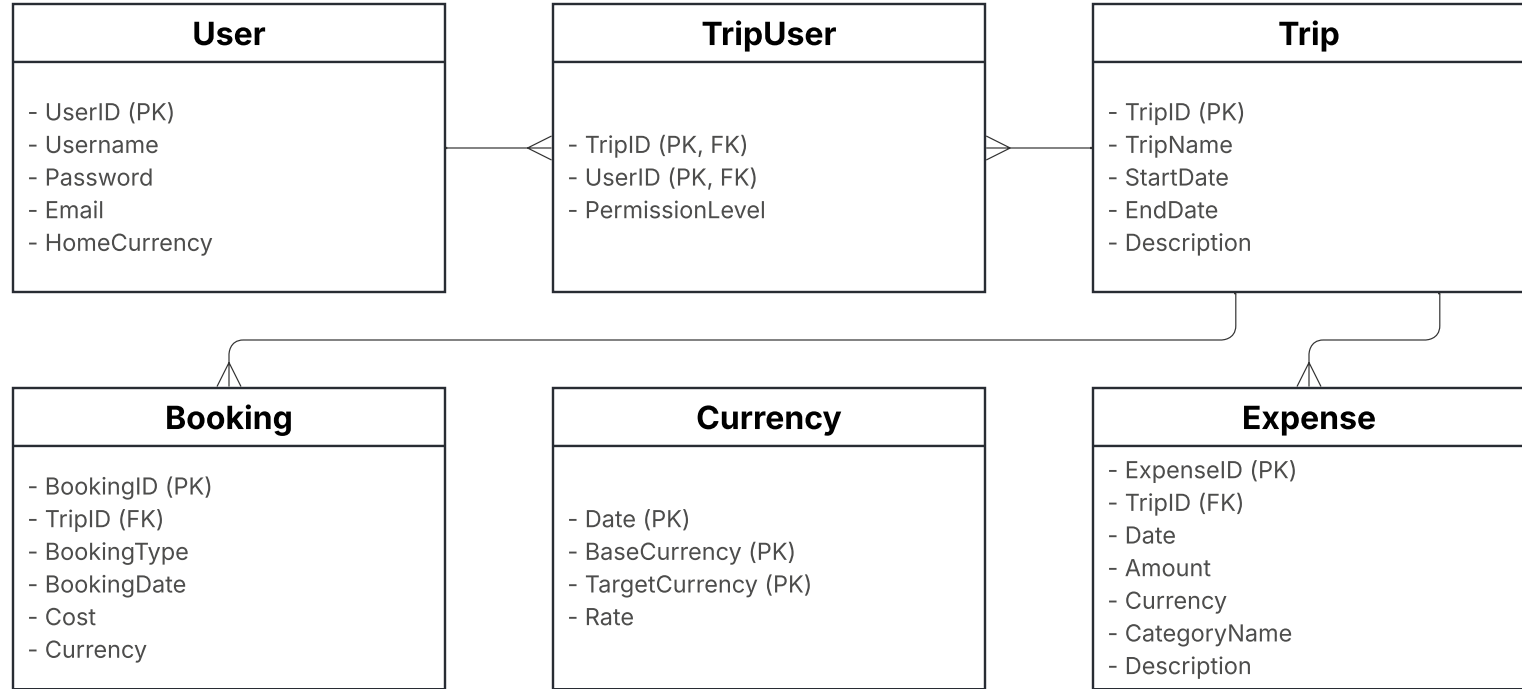 User
- UserID (PK)
- Username
- Password
- Email
- HomeCurrency
TripUser
- TripID (PK, FK)
- UserID (PK, FK)
- PermissionLevel
Trip
- TripID (PK)
- TripName
- StartDate
- EndDate
- Description
Booking
- BookingID (PK)
- TripID (FK)
- BookingType
- BookingDate
- Cost
- Currency
Currency
- Date (PK)
- BaseCurrency (PK)
- TargetCurrency (PK)
- Rate
Expense
- ExpenseID (PK)
- TripID (FK)
- Date
- Amount
- Currency
- CategoryName
- Description